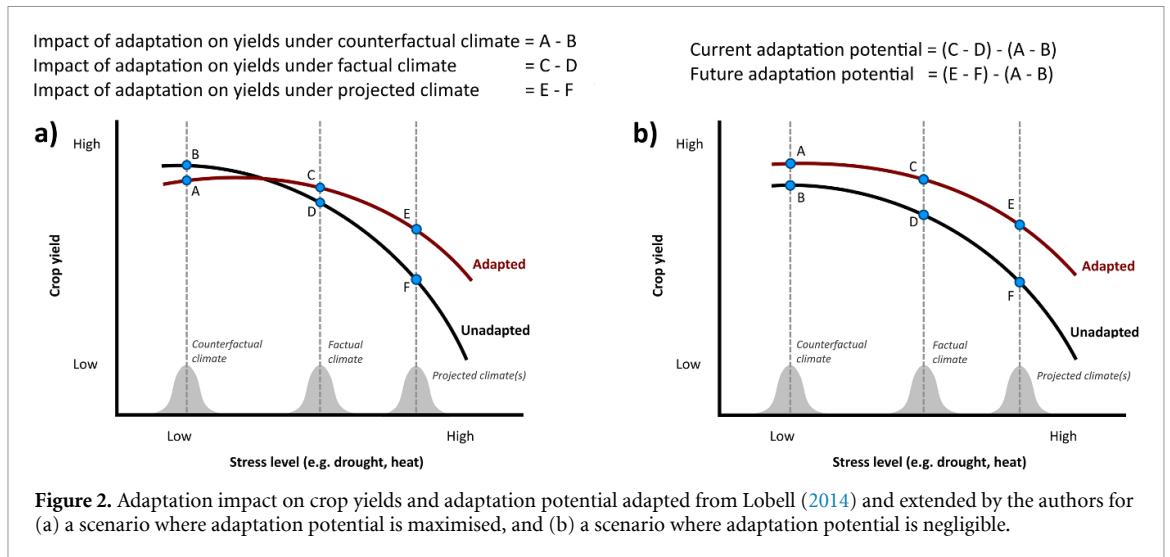 Impact of adaptation on yields under counterfactual climate = A - B
Impact of adaptation on yields under factual climate = C - D
Impact of adaptation on yields under projected climate = E - F
Current adaptation potential = (C - D) - (A - B)
Future adaptation potential = (E - F) - (A - B)
a)
High
B
A
C
D
E
F
Adapted
Unadapted
Crop yield
Counterfactual
climate
Factual
climate
Projected climate(s)
Low
Low
High
Stress level (e.g. drought, heat)
b)
High
A
B
C
D
E
F
Adapted
Unadapted
Crop yield
Counterfactual
climate
Factual
climate
Projected climate(s)
Low
Low
High
Stress level (e.g. drought, heat)
Figure 2. Adaptation impact on crop yields and adaptation potential adapted from Lobell (2014) and extended by the authors for
(a) a scenario where adaptation potential is maximised, and (b) a scenario where adaptation potential is negligible.